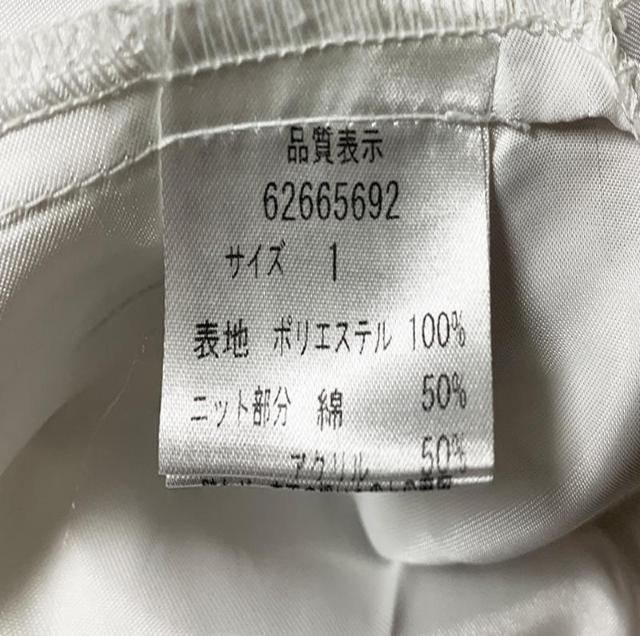 品質表示
62665692
サイズ 1
表地 ポリエステル 100%
ニット部分 綿 50%
アクリル 50%